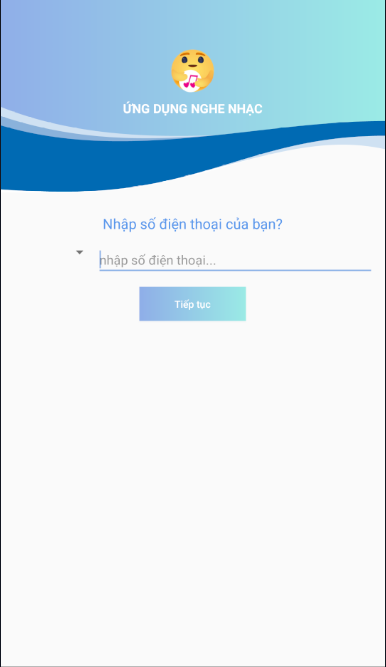 ỨNG DỤNG NGHE NHẠC
Nhập số điện thoại của bạn?
nhập số điện thoại...
Tiếp tục